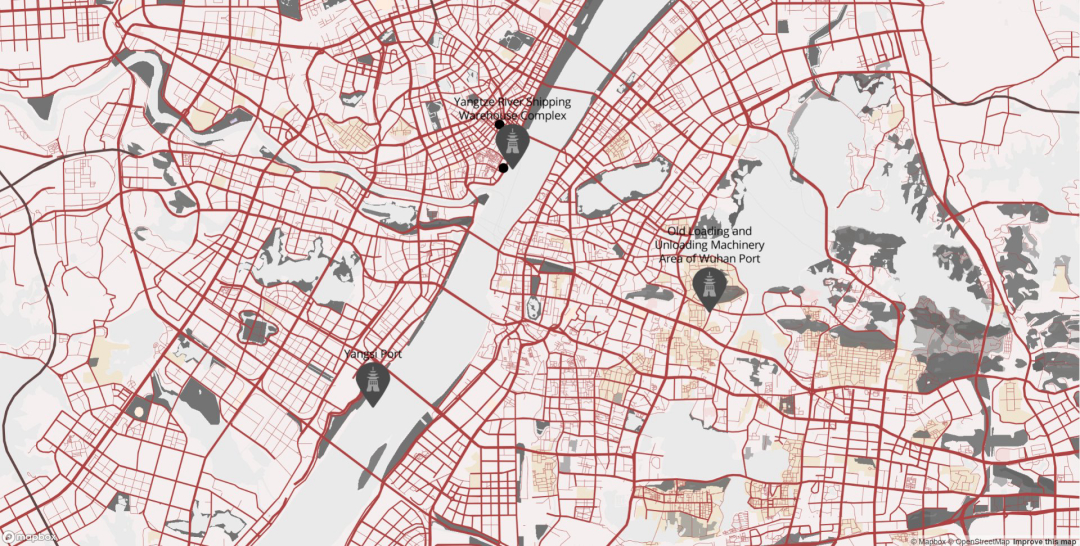 Yangtze River Shipping
Warehouse Complex
Old Loading and
Unloading Machinery
Area of Wuhan Port
Yangsi Port
mapbox
© Mapbox © OpenStreetMap Improve this map